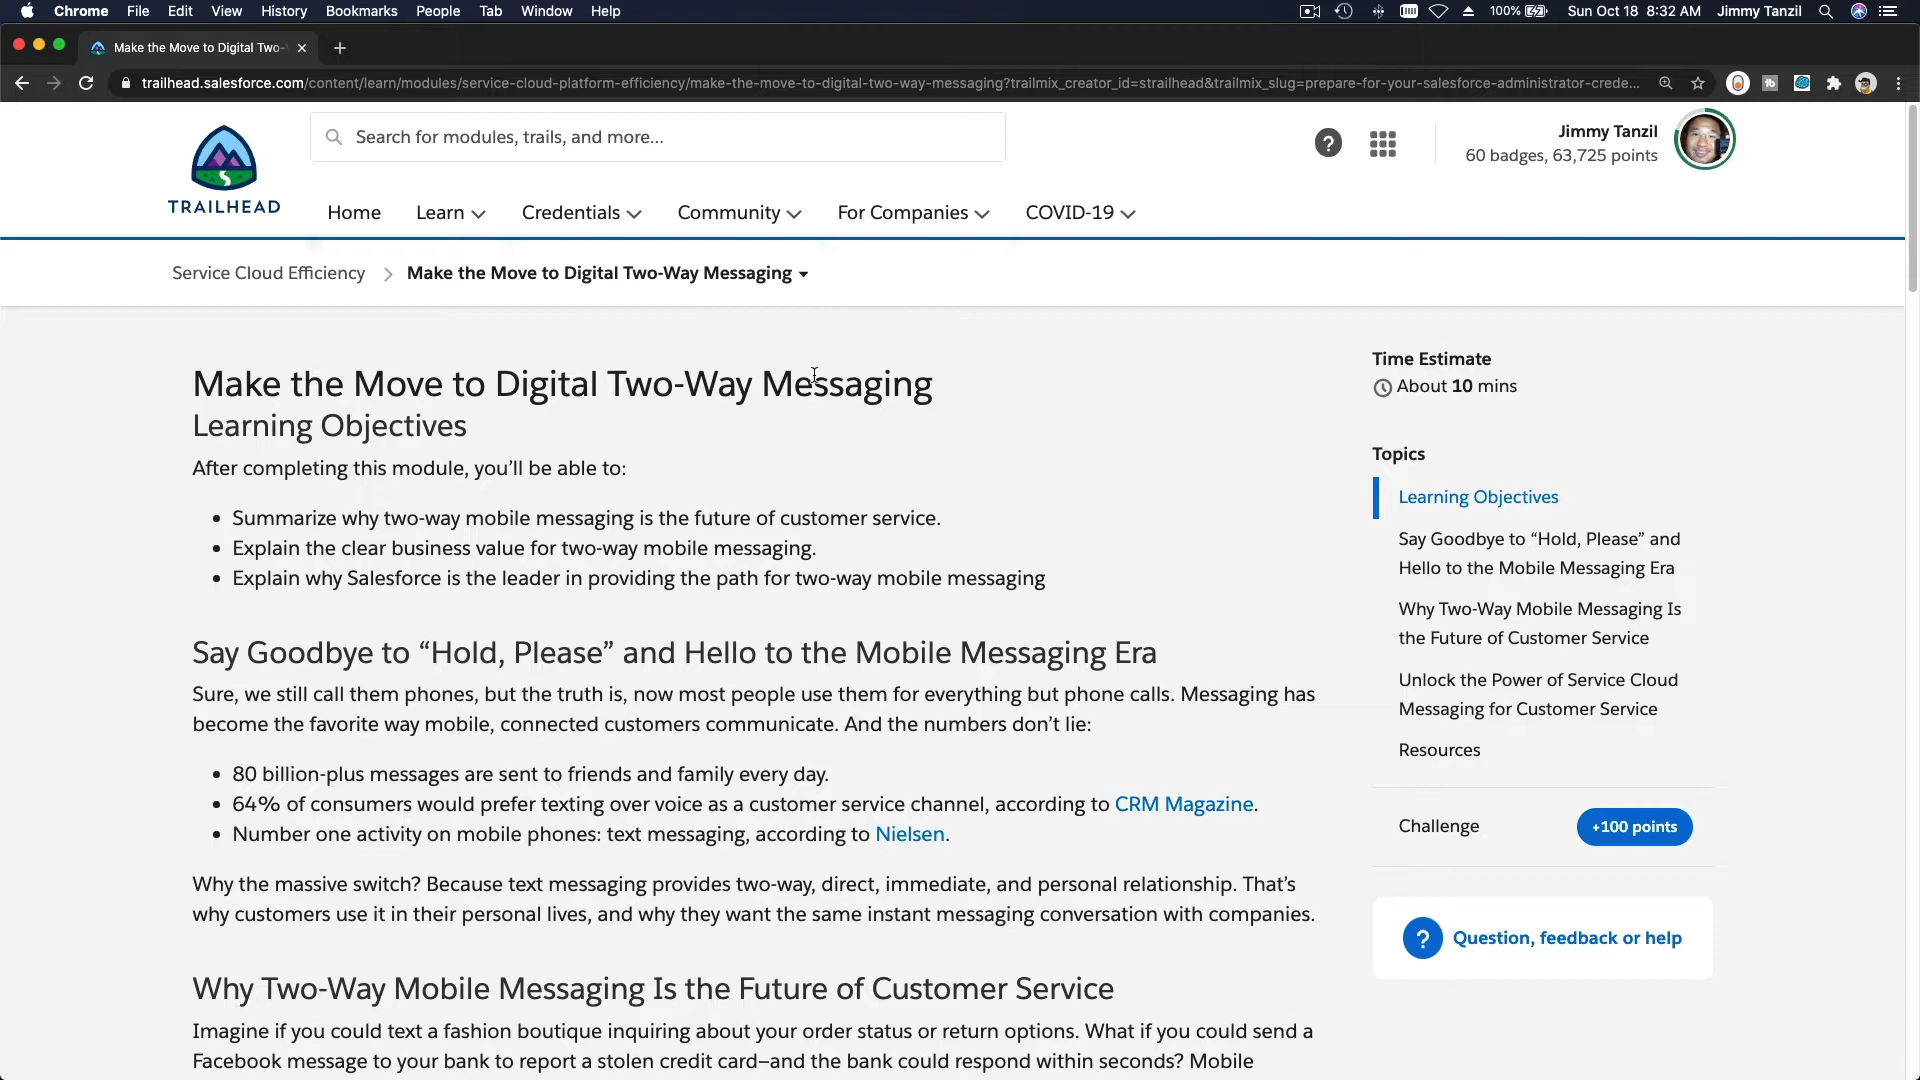 Chrome File Edit View History Bookmarks People Tab Window Help 100% Sun Oct 18 8:32 AM Jimmy Tanzil
Make the Move to Digital Two-
trailhead.salesforce.com/content/learn/modules/service-cloud-platform-efficiency/make-the-move-to-digital-two-way-messaging?trailmix_creator_id=strailhead&trailmix_slug=prepare-for-your-salesforce-administrator-crede...
TRAILHEAD
Search for modules, trails, and more...
Jimmy Tanzil
60 badges, 63,725 points
Home Learn Credentials Community For Companies COVID-19
Service Cloud Efficiency > Make the Move to Digital Two-Way Messaging
Make the Move to Digital Two-Way Messaging
Learning Objectives
After completing this module, you’ll be able to:
• Summarize why two-way mobile messaging is the future of customer service.
• Explain the clear business value for two-way mobile messaging.
• Explain why Salesforce is the leader in providing the path for two-way mobile messaging
Say Goodbye to “Hold, Please” and Hello to the Mobile Messaging Era
Sure, we still call them phones, but the truth is, now most people use them for everything but phone calls. Messaging has
become the favorite way mobile, connected customers communicate. And the numbers don’t lie:
• 80 billion-plus messages are sent to friends and family every day.
• 64% of consumers would prefer texting over voice as a customer service channel, according to CRM Magazine.
• Number one activity on mobile phones: text messaging, according to Nielsen.
Why the massive switch? Because text messaging provides two-way, direct, immediate, and personal relationship. That’s
why customers use it in their personal lives, and why they want the same instant messaging conversation with companies.
Why Two-Way Mobile Messaging Is the Future of Customer Service
Imagine if you could text a fashion boutique inquiring about your order status or return options. What if you could send a
Facebook message to your bank to report a stolen credit card—and the bank could respond within seconds? Mobile
Time Estimate
About 10 mins
Topics
Learning Objectives
Say Goodbye to “Hold, Please” and
Hello to the Mobile Messaging Era
Why Two-Way Mobile Messaging Is
the Future of Customer Service
Unlock the Power of Service Cloud
Messaging for Customer Service
Resources
Challenge +100 points
? Question, feedback or help